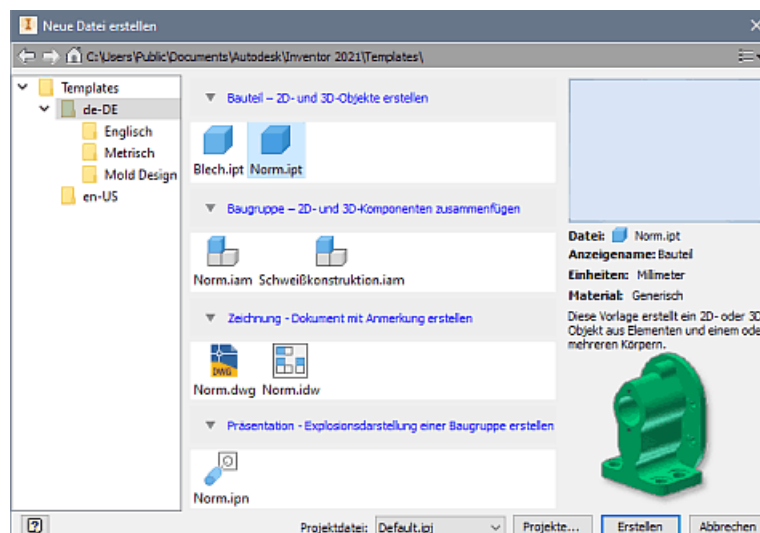 Neue Datei erstellen
C:\Users\Public\Documents\Autodesk\Inventor 2021\Templates\
Templates
de-DE
Englisch
Metrisch
Mold Design
en-US
Bauteil – 2D- und 3D-Objekte erstellen
Blech.ipt Norm.ipt
Baugruppe – 2D- und 3D-Komponenten zusammenfügen
Norm.iam Schweißkonstruktion.iam
Zeichnung - Dokument mit Anmerkung erstellen
DWG
Norm.dwg Norm.idw
Präsentation - Explosionsdarstellung einer Baugruppe erstellen
Norm.ipn
Datei: Norm.ipt
Anzeigename: Bauteil
Einheiten: Millimeter
Material: Generisch
Diese Vorlage erstellt ein 2D- oder 3D
Objekt aus Elementen und einem ode
mehreren Körpern.
Projektdatei: Default.ipj Projekte... Erstellen Abbrechen